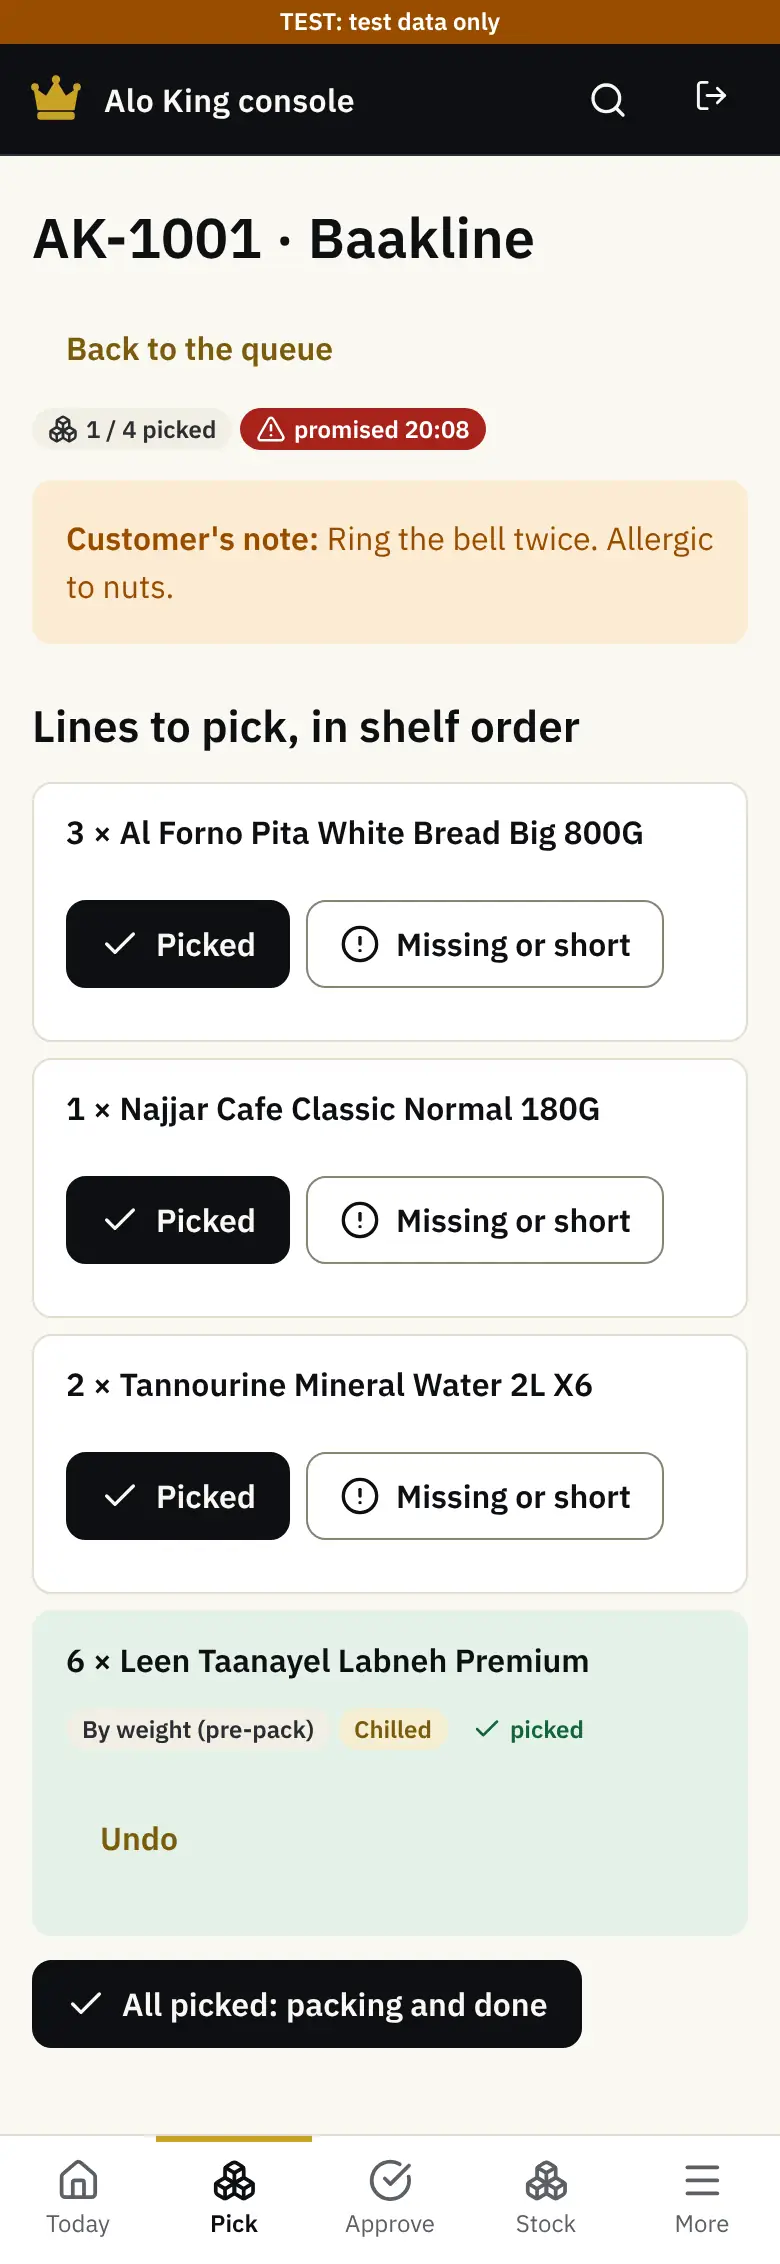 TEST: test data only
Alo King console
AK-1001 · Baakline
Back to the queue
1 / 4 picked
promised 20:08
Customer's note: Ring the bell twice. Allergic
to nuts.
Lines to pick, in shelf order
3 × Al Forno Pita White Bread Big 800G
Picked
Missing or short
1 × Najjar Cafe Classic Normal 180G
Picked
Missing or short
2 × Tannourine Mineral Water 2L X6
Picked
Missing or short
6 × Leen Taanayel Labneh Premium
By weight (pre-pack)
Chilled
picked
Undo
All picked: packing and done
Today
Pick
Approve
Stock
More